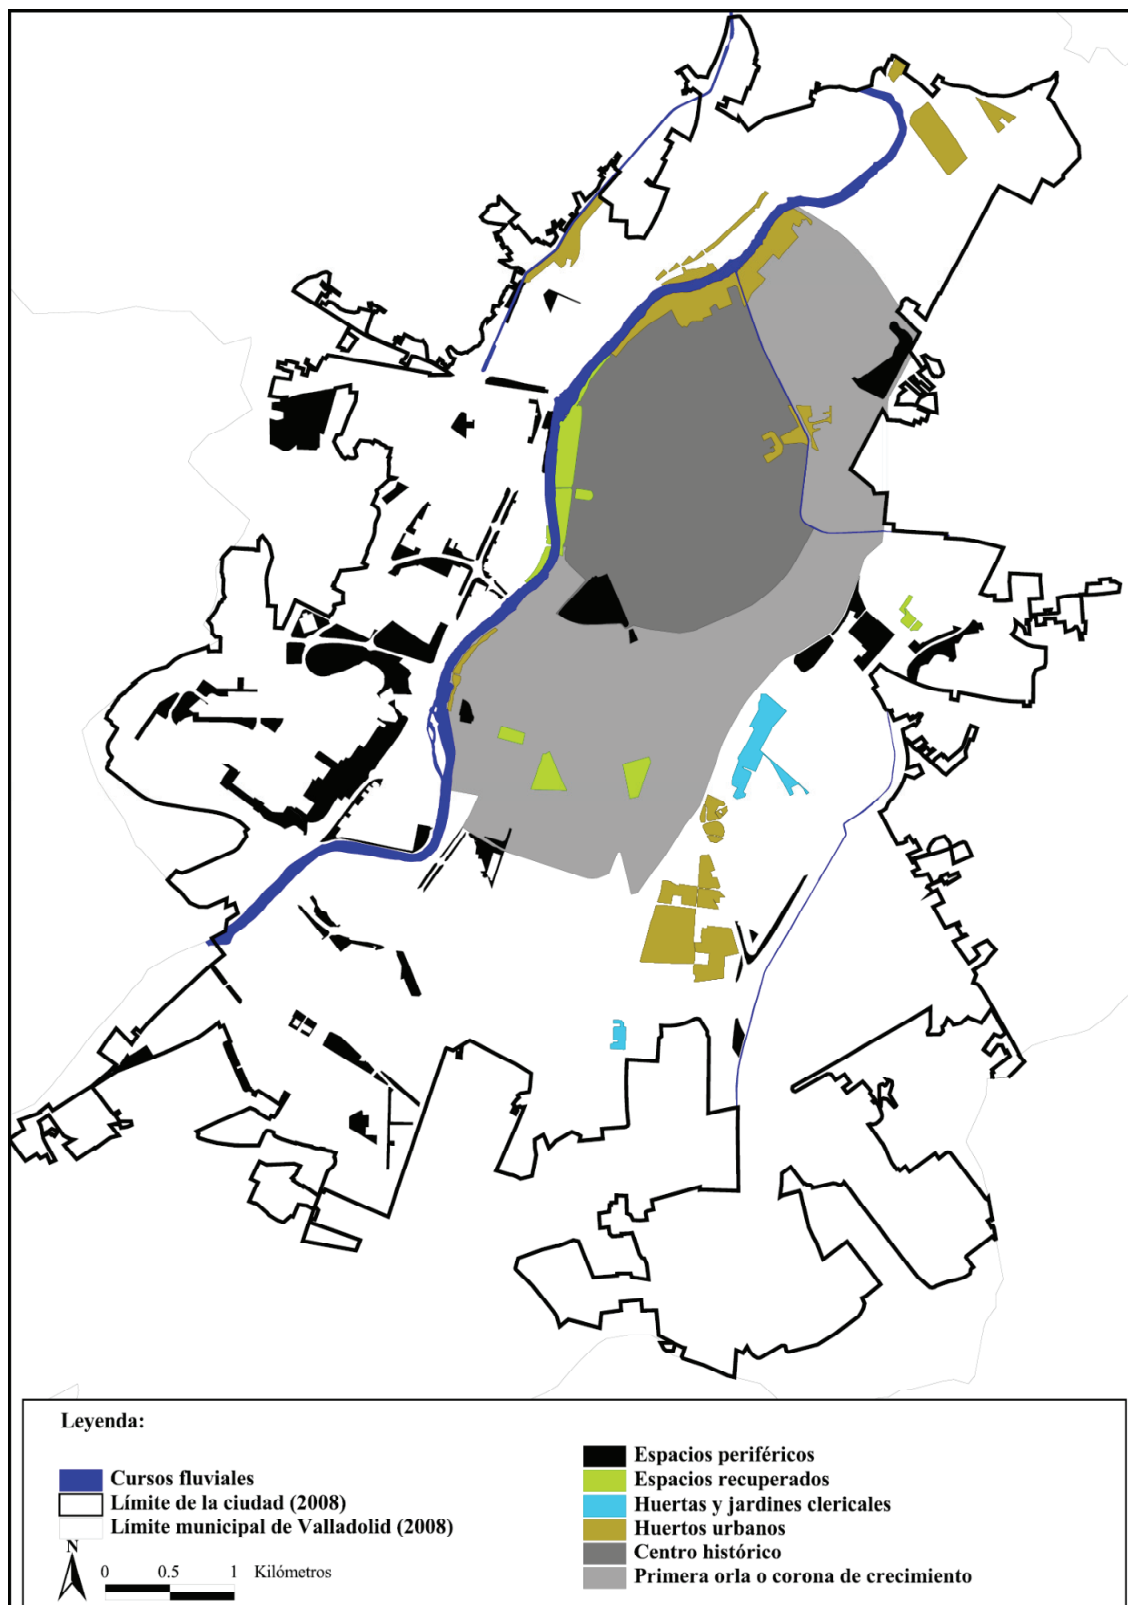 Leyenda:
Cursos fluviales
Límite de la ciudad (2008)
Límite municipal de Valladolid (2008)
N
0 0.5 1 Kilómetros
Espacios periféricos
Espacios recuperados
Huertas y jardines clericales
Huertos urbanos
Centro histórico
Primera orla o corona de crecimiento